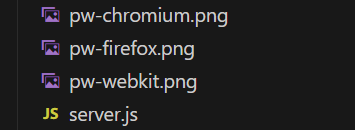 pw-chromium.png
pw-firefox.png
pw-webkit.png
JS server.js